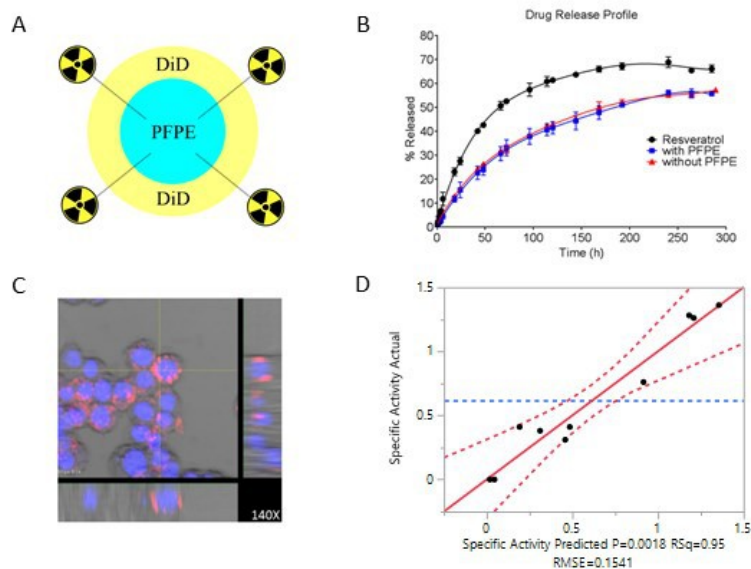 A
DiD
PFPE
DiD
B
Drug Release Profile
% Released
80
70
60
50
40
30
20
10
0
Resveratrol
with PFPE
without PFPE
0 50 100 150 200 250 300
Time (h)
C
140X
D
Specific Activity Actual
1.5
1
0.5
0
0 0.5 1 1.5
Specific Activity Predicted P=0.0018 RSq=0.95
RMSE=0.1541